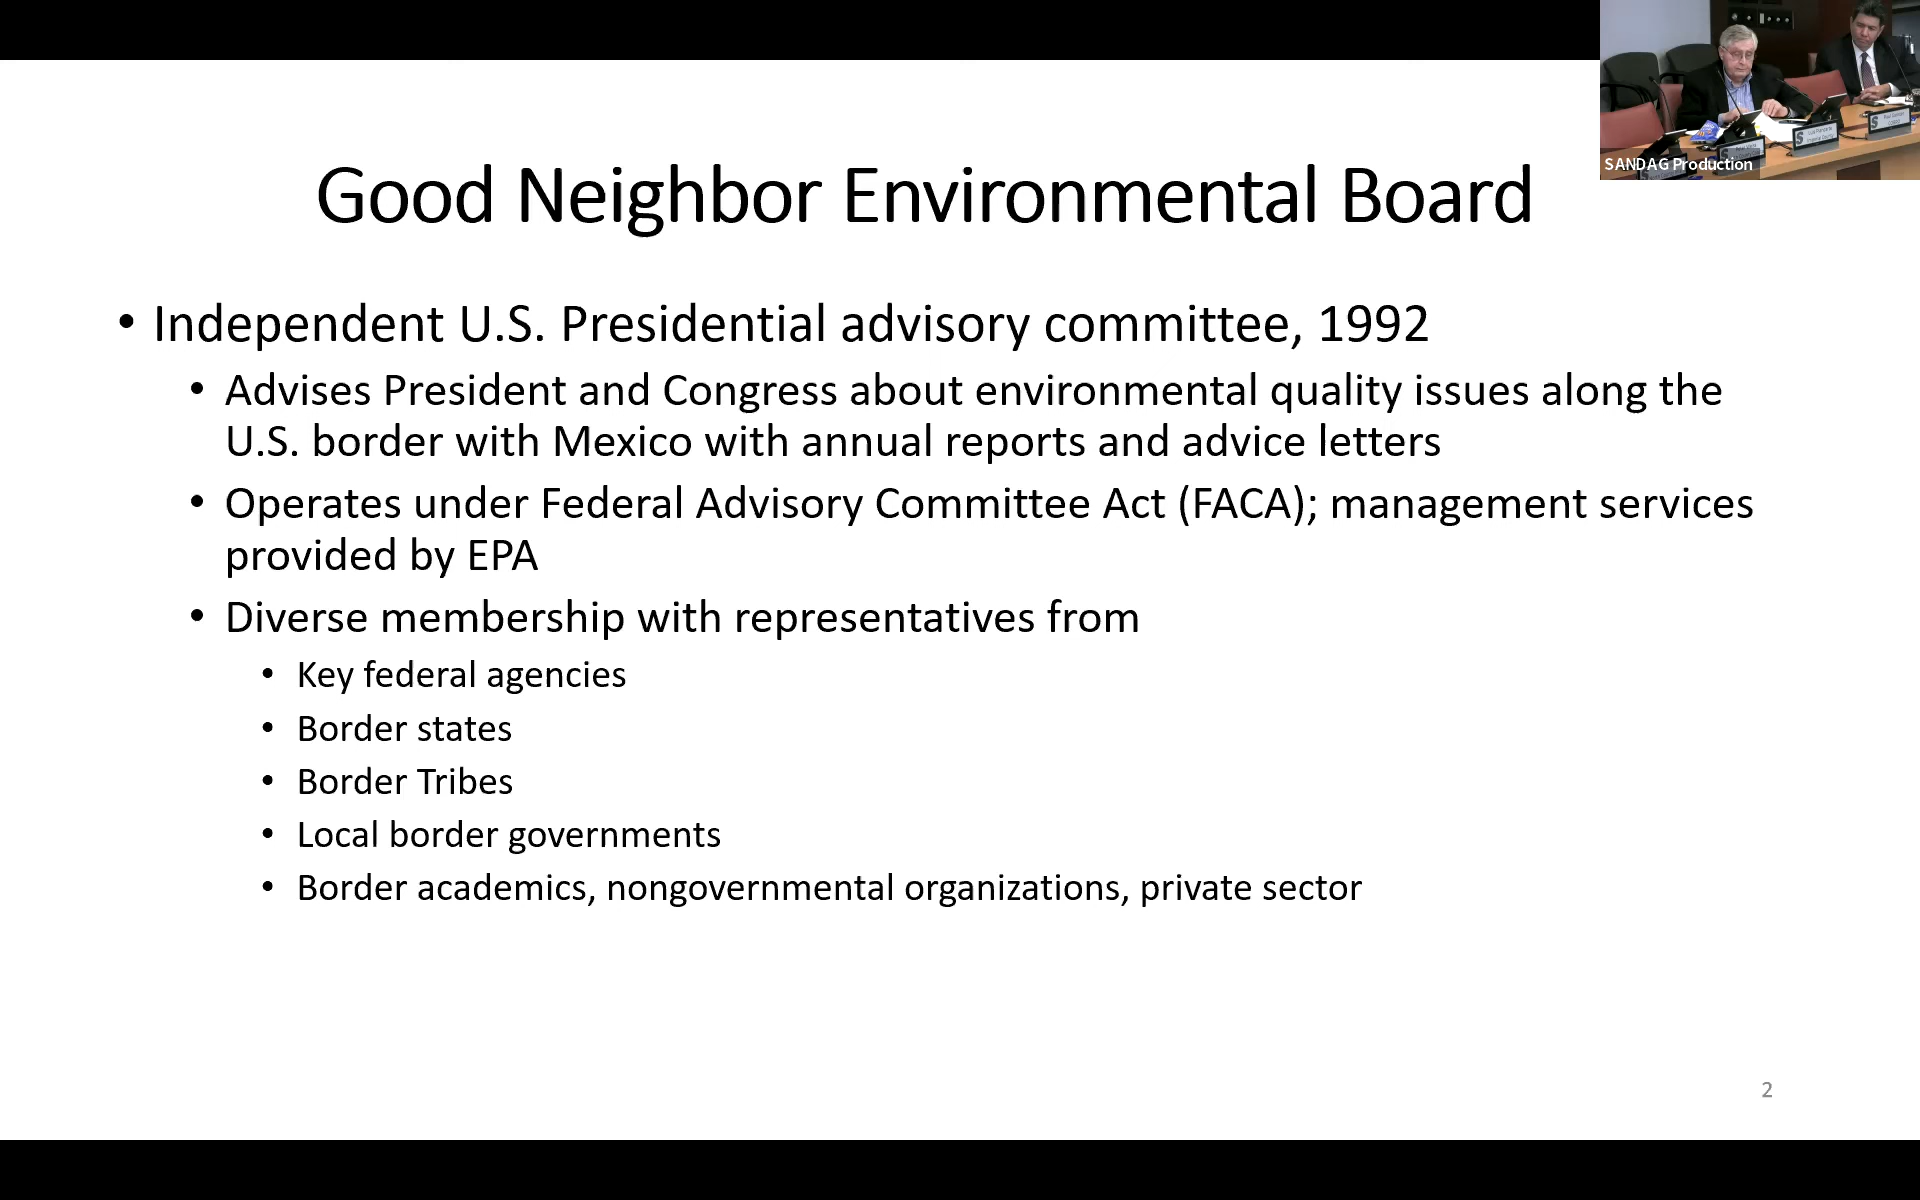 Good Neighbor Environmental Board
• Independent U.S. Presidential advisory committee, 1992
• Advises President and Congress about environmental quality issues along the
U.S. border with Mexico with annual reports and advice letters
• Operates under Federal Advisory Committee Act (FACA); management services
provided by EPA
• Diverse membership with representatives from
• Key federal agencies
• Border states
• Border Tribes
• Local border governments
• Border academics, nongovernmental organizations, private sector
2
SANDAG Production